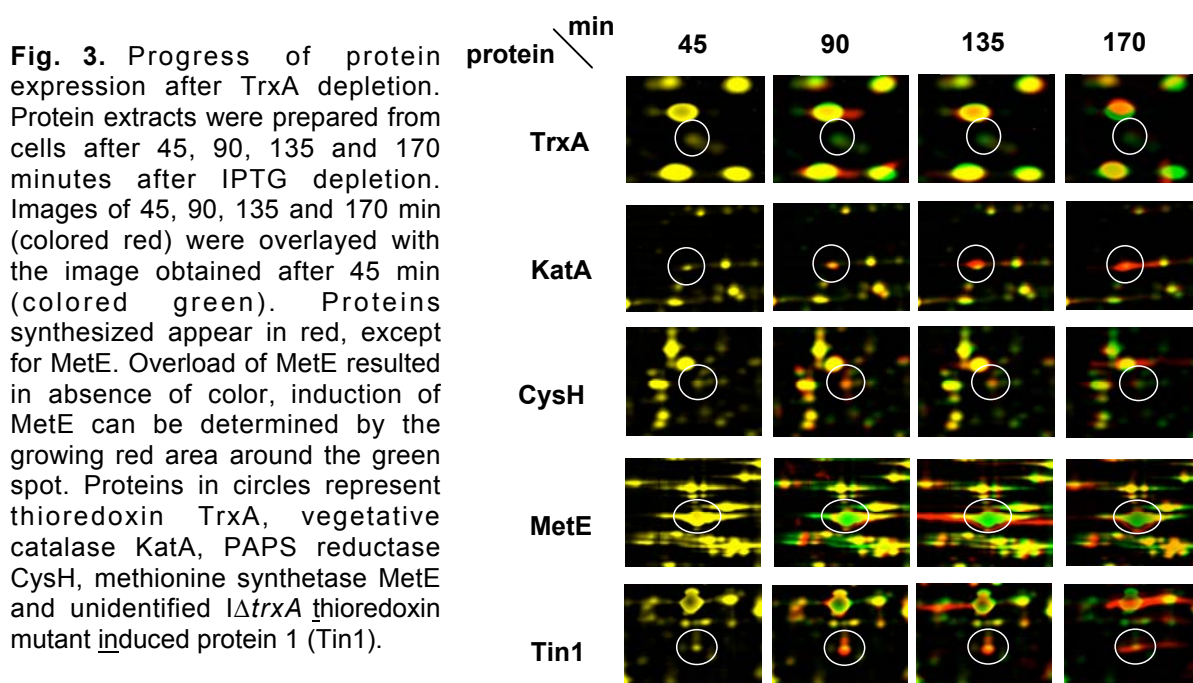 Fig. 3. Progress of protein
expression after TrxA depletion.
Protein extracts were prepared from
cells after 45, 90, 135 and 170
minutes after IPTG depletion.
Images of 45, 90, 135 and 170 min
(colored red) were overlayed with
the image obtained after 45 min
(colored green). Proteins
synthesized appear in red, except
for MetE. Overload of MetE resulted
in absence of color, induction of
MetE can be determined by the
growing red area around the green
spot. Proteins in circles represent
thioredoxin TrxA, vegetative
catalase KatA, PAPS reductase
CysH, methionine synthetase MetE
and unidentified IΔtrxA thioredoxin
mutant induced protein 1 (Tin1).
min
protein
45 90 135 170
TrxA
KatA
CysH
MetE
Tin1